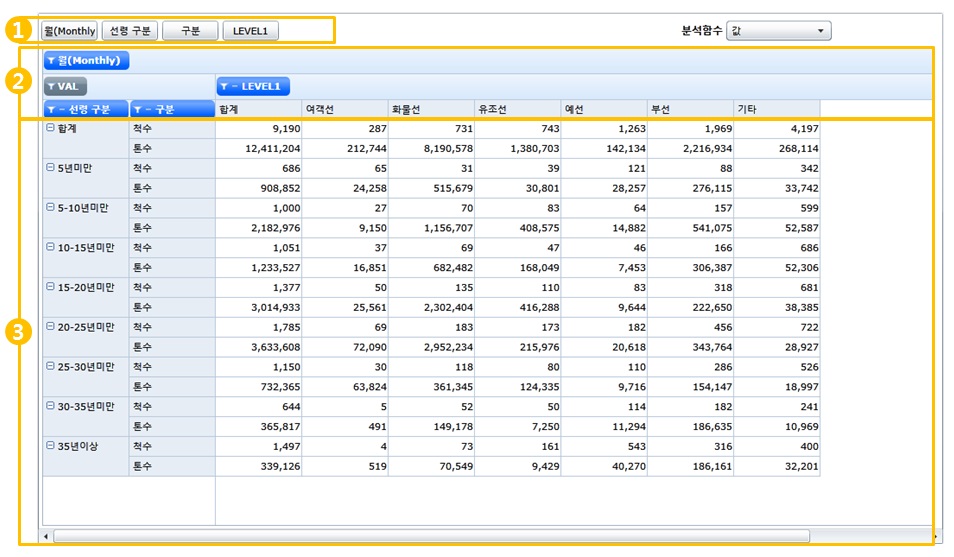 1 월(Monthly 선령 구분 구분 LEVEL1 분석함수 값
2 월(Monthly)
VAL − LEVEL1
− 선령 구분 − 구분 합계 여객선 화물선 유조선 예선 부선 기타
합계 척수 9,190 287 731 743 1,263 1,969 4,197
톤수 12,411,204 212,744 8,190,578 1,380,703 142,134 2,216,934 268,114
5년미만 척수 686 65 31 39 121 88 342
톤수 908,852 24,258 515,679 30,801 28,257 276,115 33,742
5-10년미만 척수 1,000 27 70 83 64 157 599
톤수 2,182,976 9,150 1,156,707 408,575 14,882 541,075 52,587
10-15년미만 척수 1,051 37 69 47 46 166 686
톤수 1,233,527 16,851 682,482 168,049 7,453 306,387 52,306
15-20년미만 척수 1,377 50 135 110 83 318 681
톤수 3,014,933 25,561 2,302,404 416,288 9,644 222,650 38,385
3 20-25년미만 척수 1,785 69 183 173 182 456 722
톤수 3,633,608 72,090 2,952,234 215,976 20,618 343,764 28,927
25-30년미만 척수 1,150 30 118 80 110 286 526
톤수 732,365 63,824 361,345 124,335 9,716 154,147 18,997
30-35년미만 척수 644 5 52 50 114 182 241
톤수 365,817 491 149,178 7,250 11,294 186,635 10,969
35년이상 척수 1,497 4 73 161 543 316 400
톤수 339,126 519 70,549 9,429 40,270 186,161 32,201